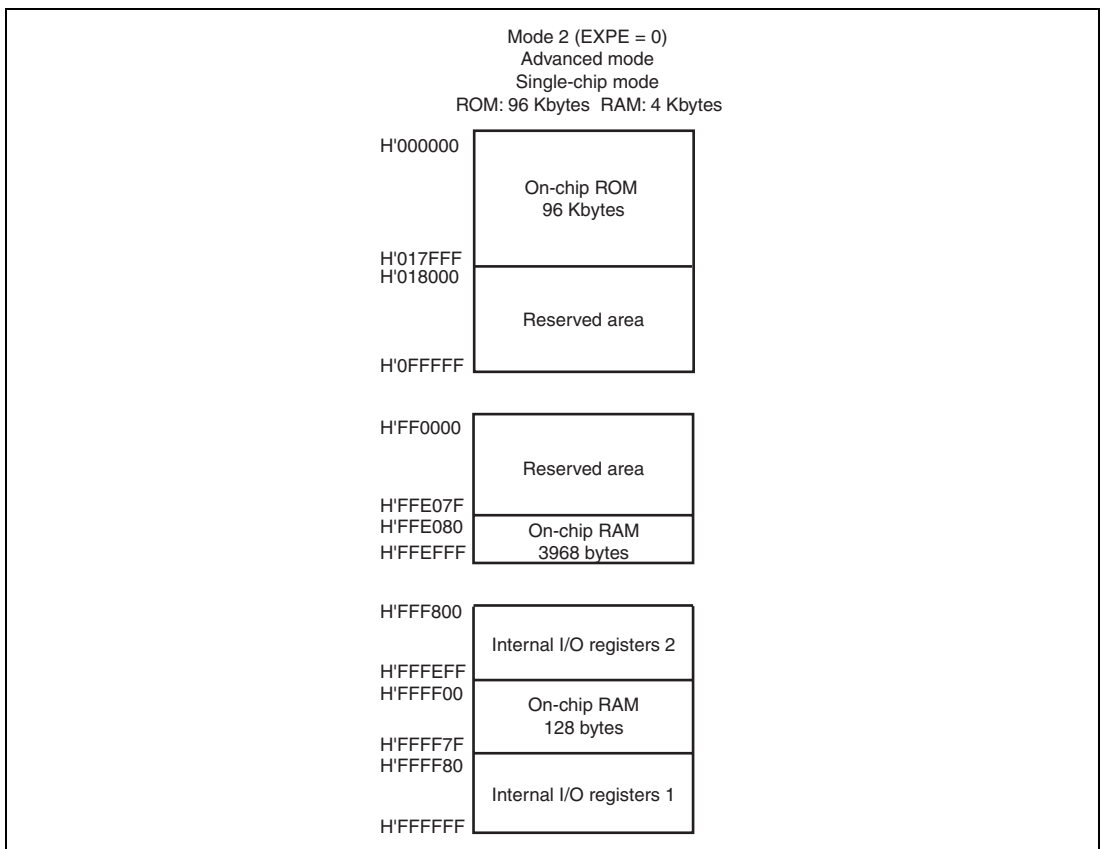 Mode 2 (EXPE = 0)
Advanced mode
Single-chip mode
ROM: 96 Kbytes  RAM: 4 Kbytes
H'000000
On-chip ROM
96 Kbytes
H'017FFF
H'018000
Reserved area
H'0FFFFF
H'FF0000
Reserved area
H'FFE07F
H'FFE080
On-chip RAM
H'FFEFFF
3968 bytes
H'FFF800
Internal I/O registers 2
H'FFFEFF
H'FFFF00
On-chip RAM
128 bytes
H'FFFF7F
H'FFFF80
Internal I/O registers 1
H'FFFFFF